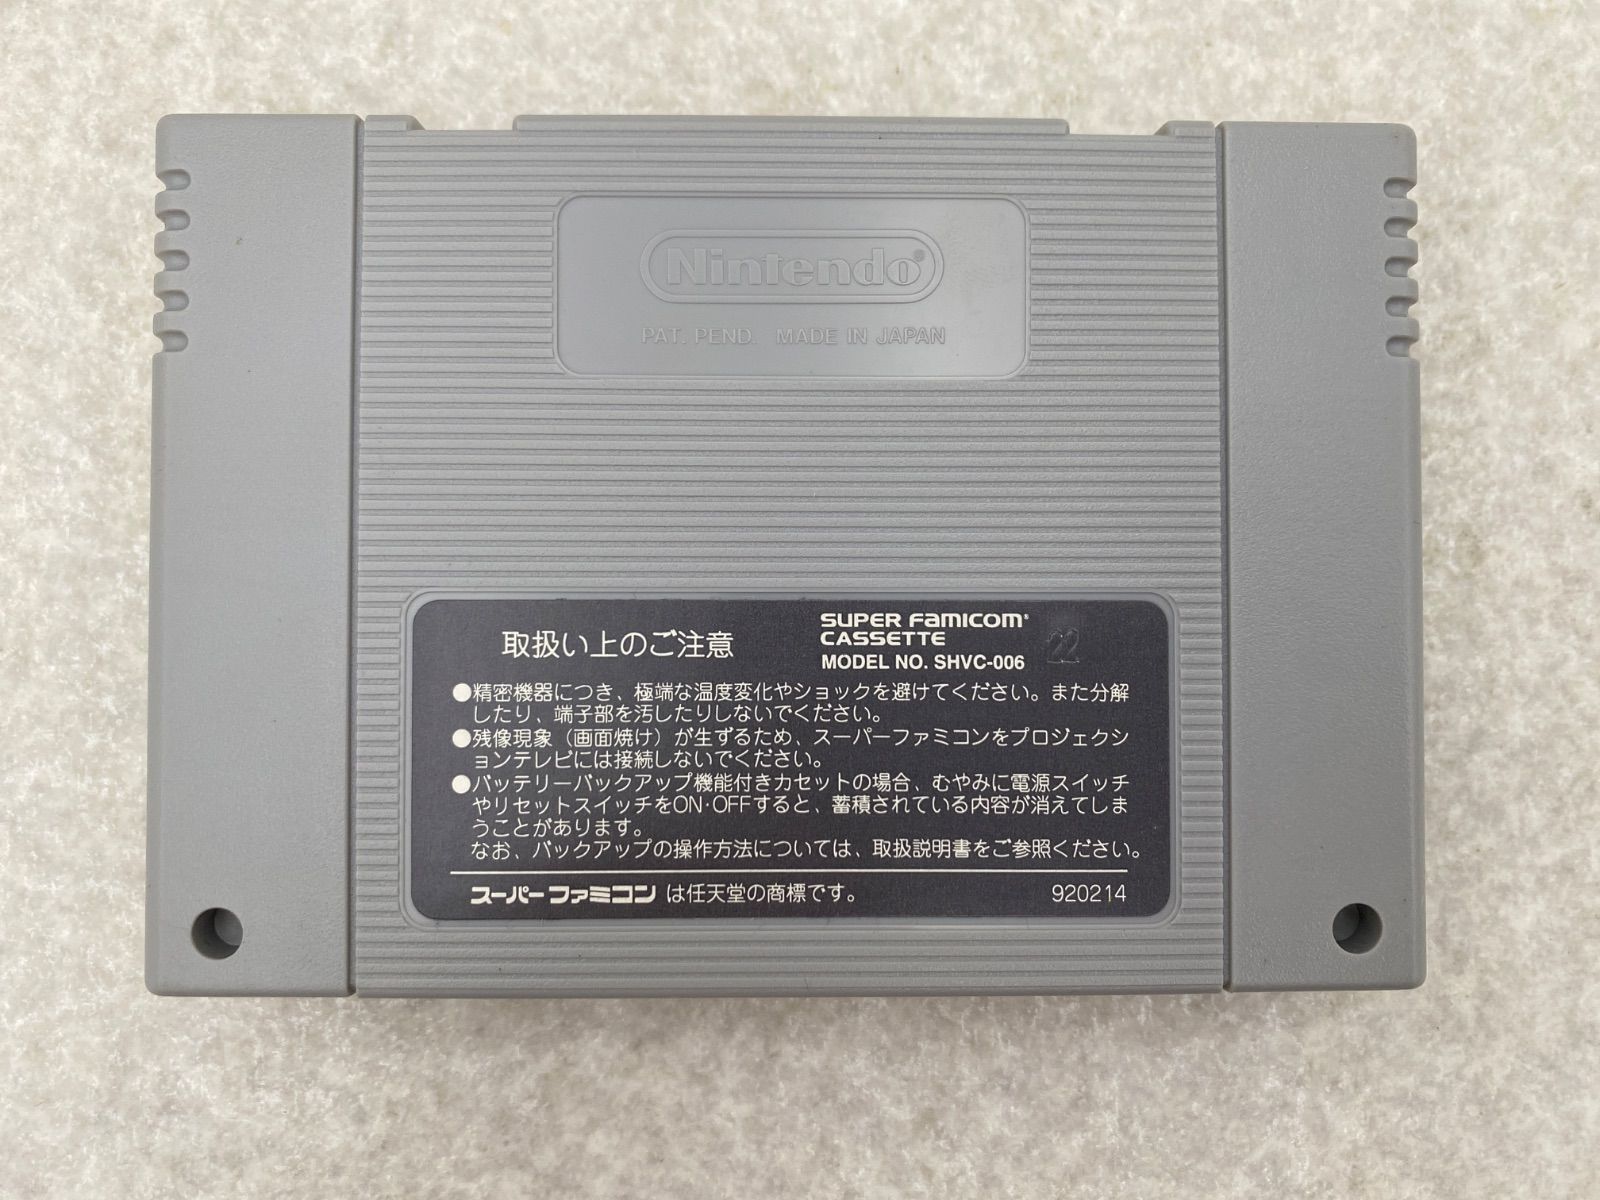 Nintendo®
PAT. PEND. MADE IN JAPAN
取扱い上のご注意
SUPER FAMICOM®
CASSETTE
MODEL NO. SHVC-006
22
●精密機器につき、極端な温度変化やショックを避けてください。また分解
したり、端子部を汚したりしないでください。
●残像現象（画面焼け）が生ずるため、スーパーファミコンをプロジェクシ
ョンテレビには接続しないでください。
●バッテリーバックアップ機能付きカセットの場合、むやみに電源スイッチ
やリセットスイッチをON·OFFすると、蓄積されている内容が消えてしま
うことがあります。
なお、バックアップの操作方法については、取扱説明書をご参照ください。
スーパーファミコン は任天堂の商標です。
920214